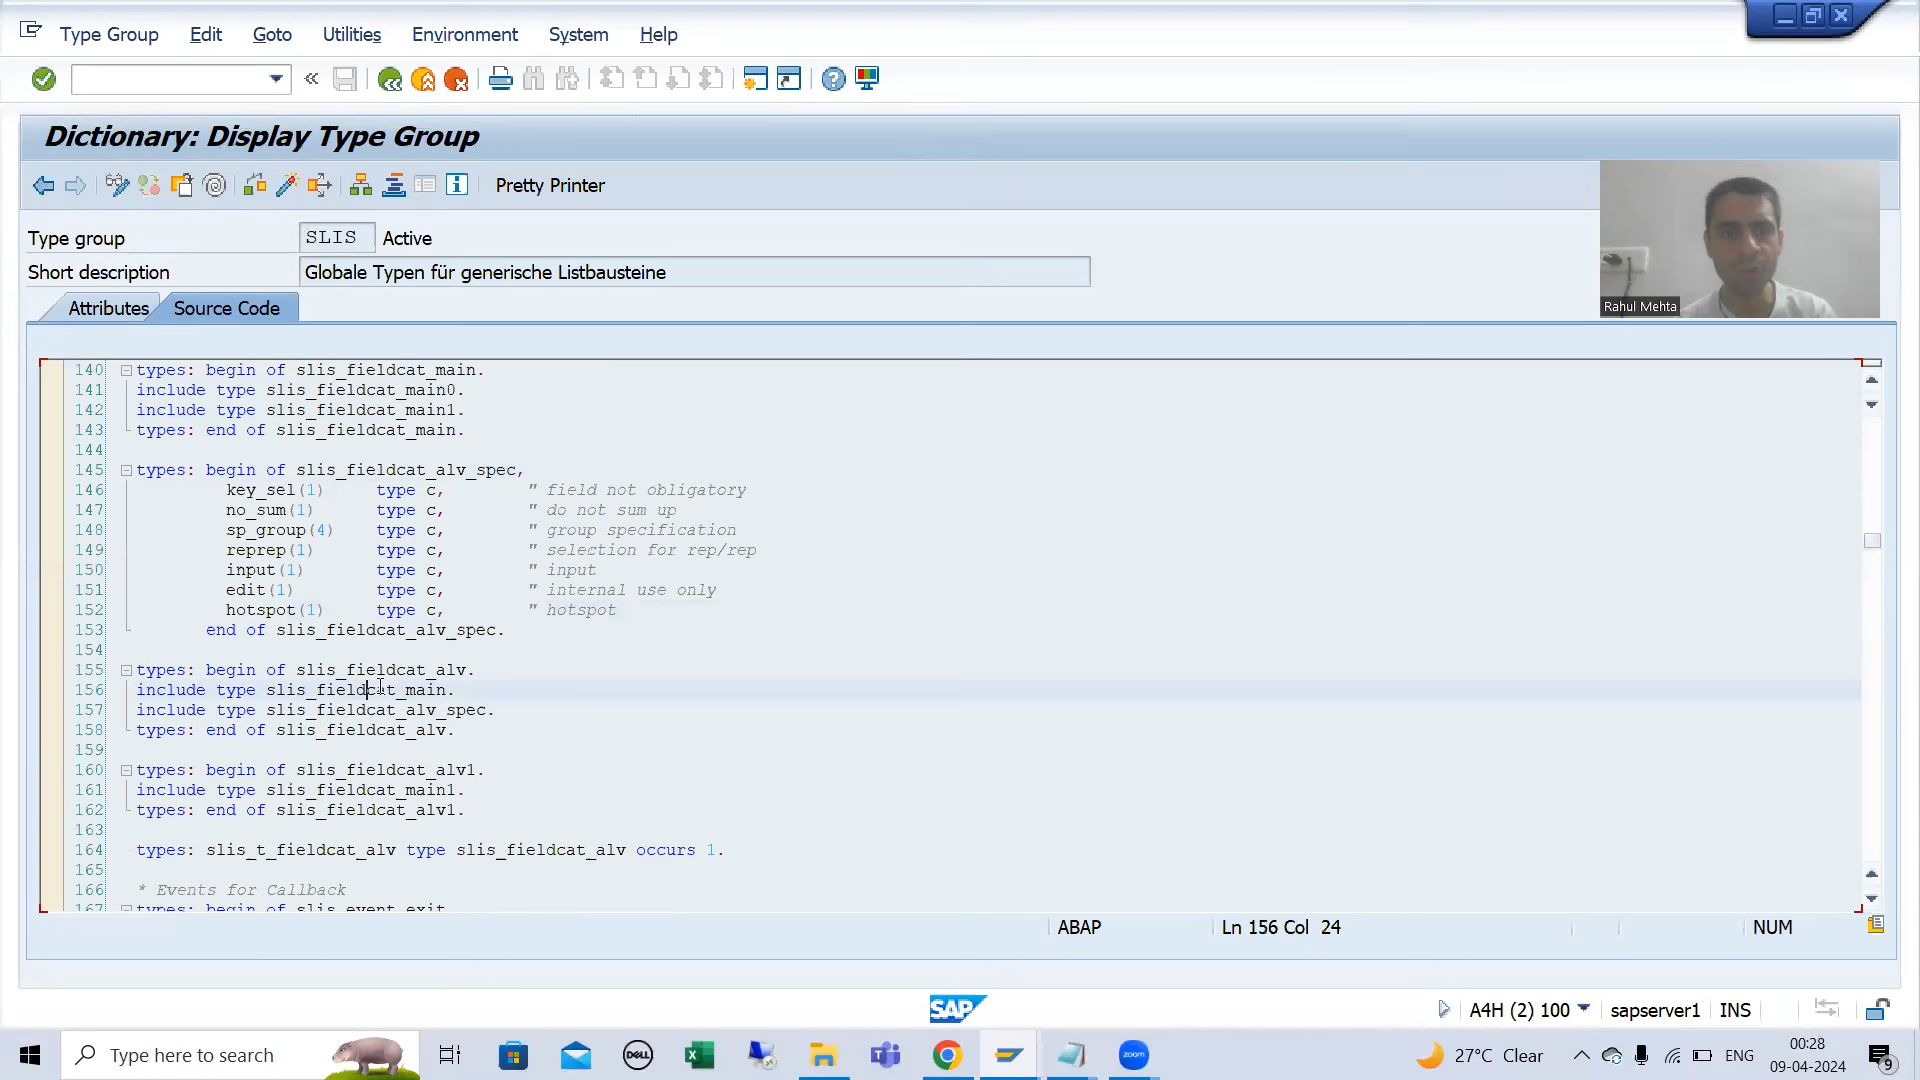 Type Group Edit Goto Utilities Environment System Help
Dictionary: Display Type Group
Pretty Printer
Type group SLIS Active
Short description Globale Typen für generische Listbausteine
Rahul Mehta
Attributes Source Code
140 types: begin of slis_fieldcat_main.
141 include type slis_fieldcat_main0.
142 include type slis_fieldcat_main1.
143 types: end of slis_fieldcat_main.
144
145 types: begin of slis_fieldcat_alv_spec,
146 key_sel(1) type c, " field not obligatory
147 no_sum(1) type c, " do not sum up
148 sp_group(4) type c, " group specification
149 reprep(1) type c, " selection for rep/rep
150 input(1) type c, " input
151 edit(1) type c, " internal use only
152 hotspot(1) type c, " hotspot
153 end of slis_fieldcat_alv_spec.
154
155 types: begin of slis_fieldcat_alv.
156 include type slis_fieldcat_main.
157 include type slis_fieldcat_alv_spec.
158 types: end of slis_fieldcat_alv.
159
160 types: begin of slis_fieldcat_alv1.
161 include type slis_fieldcat_main1.
162 types: end of slis_fieldcat_alv1.
163
164 types: slis_t_fieldcat_alv type slis_fieldcat_alv occurs 1.
165
166 * Events for Callback
167 types: begin of slis_event_exit
ABAP Ln 156 Col 24 NUM
SAP A4H (2) 100 sapserver1 INS
Type here to search DELL zoom 27°C Clear ENG 00:28
09-04-2024 9